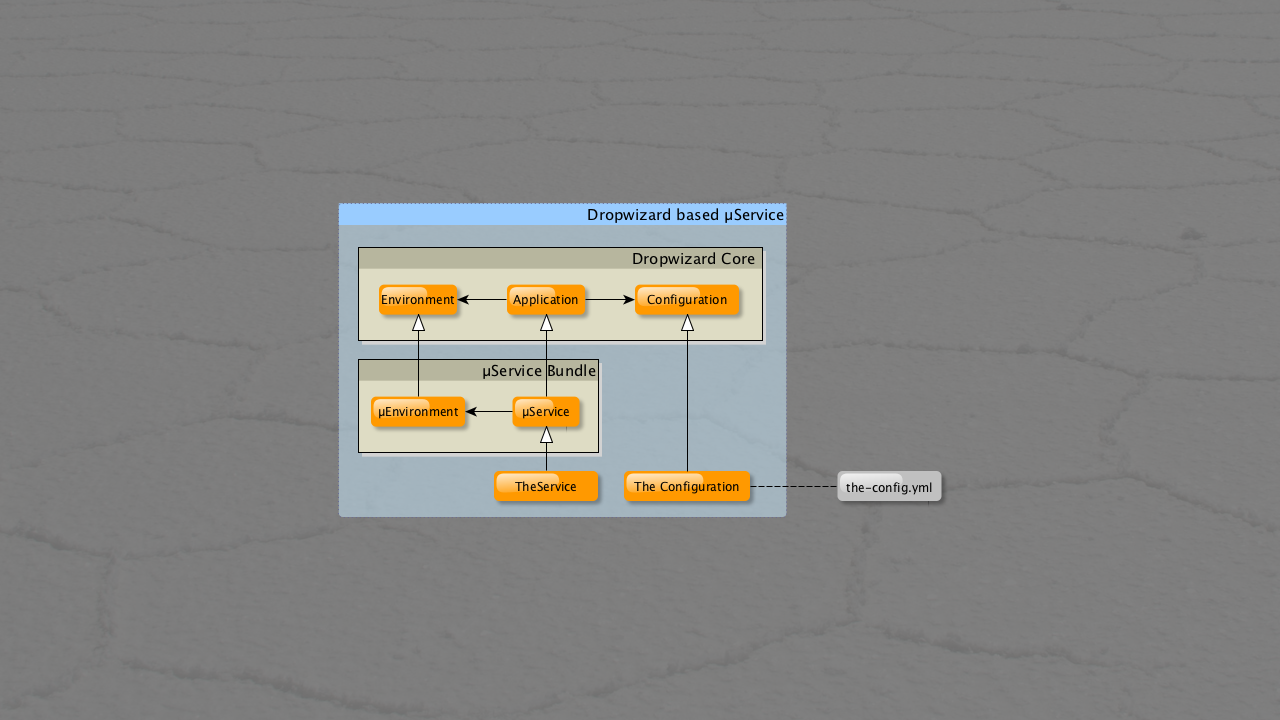 Dropwizard based µService
Dropwizard Core
Environment
Application
Configuration
µService Bundle
µEnvironment
µService
TheService
The Configuration
the-config.yml